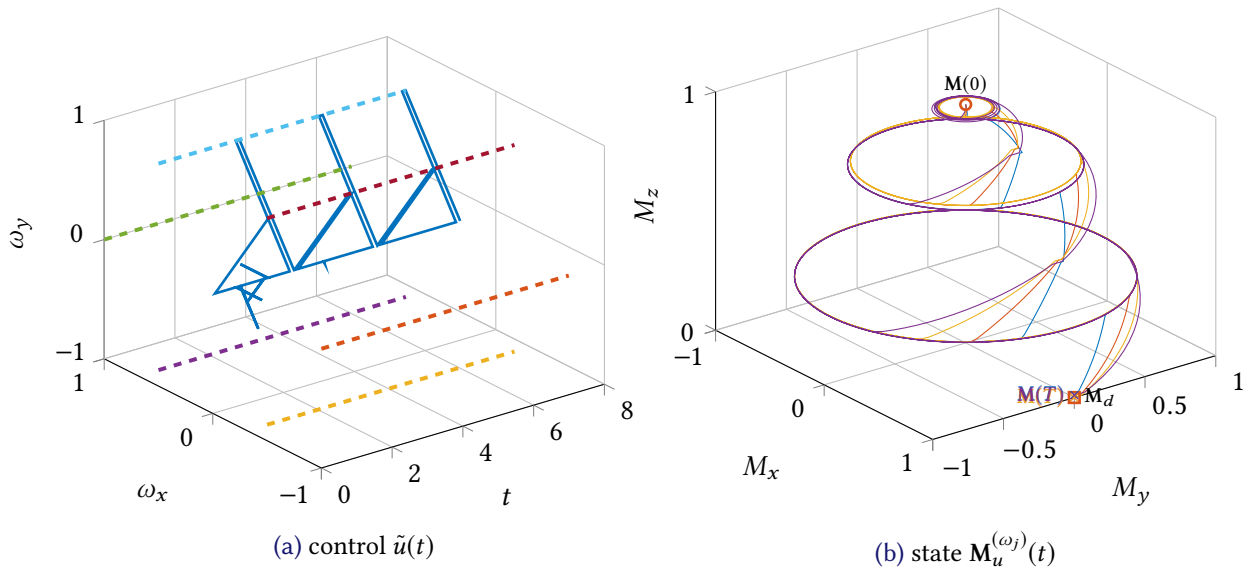 1
0
−1
ω_y
1
0
−1
ω_x
0
2
4
6
8
t
(a) control ũ(t)
1
0
M_z
−1
0
1
M_x
−1
−0.5
0
0.5
1
M_y
M(0)
M(T)
M_d
(b) state M_u^{(ω_j)}(t)